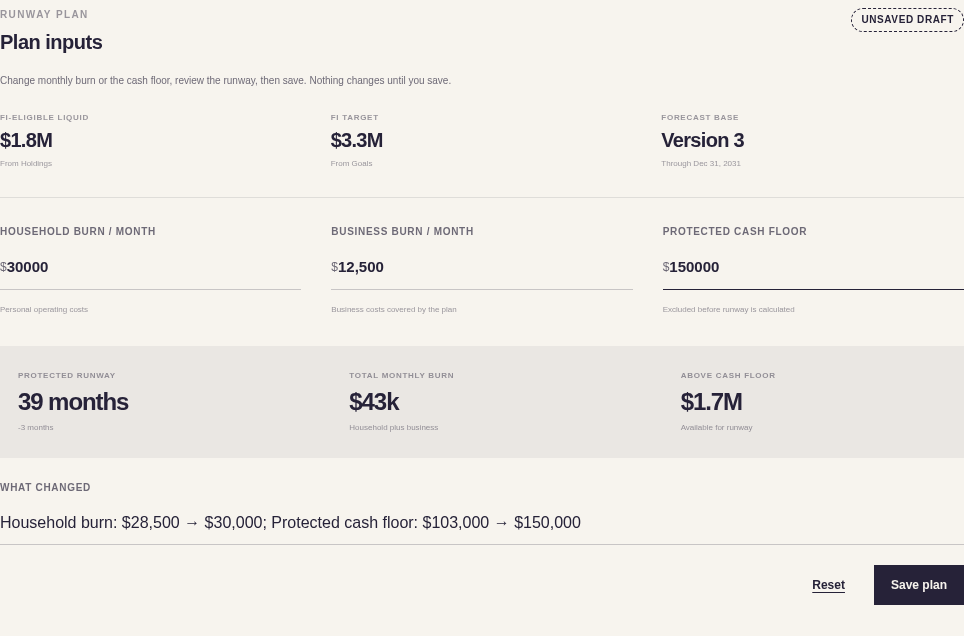 RUNWAY PLAN
UNSAVED DRAFT
Plan inputs
Change monthly burn or the cash floor, review the runway, then save. Nothing changes until you save.
FI-ELIGIBLE LIQUID
$1.8M
From Holdings
FI TARGET
$3.3M
From Goals
FORECAST BASE
Version 3
Through Dec 31, 2031
HOUSEHOLD BURN / MONTH
$30000
Personal operating costs
BUSINESS BURN / MONTH
$12,500
Business costs covered by the plan
PROTECTED CASH FLOOR
$150000
Excluded before runway is calculated
PROTECTED RUNWAY
39 months
-3 months
TOTAL MONTHLY BURN
$43k
Household plus business
ABOVE CASH FLOOR
$1.7M
Available for runway
WHAT CHANGED
Household burn: $28,500 → $30,000; Protected cash floor: $103,000 → $150,000
Reset
Save plan